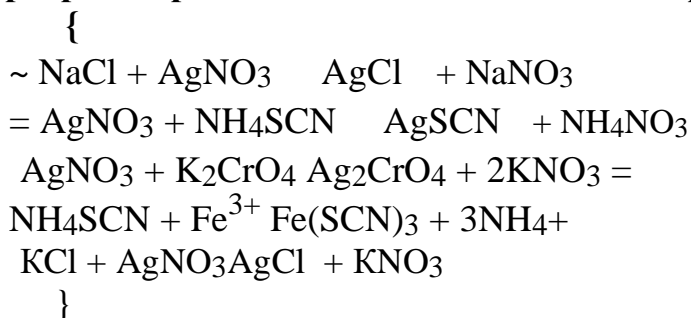 {
~ NaCl + AgNO3 AgCl + NaNO3
= AgNO3 + NH4SCN AgSCN + NH4NO3
AgNO3 + K2CrO4 Ag2CrO4 + 2KNO3 =
NH4SCN + Fe3+ Fe(SCN)3 + 3NH4+
KCl + AgNO3AgCl + KNO3
}